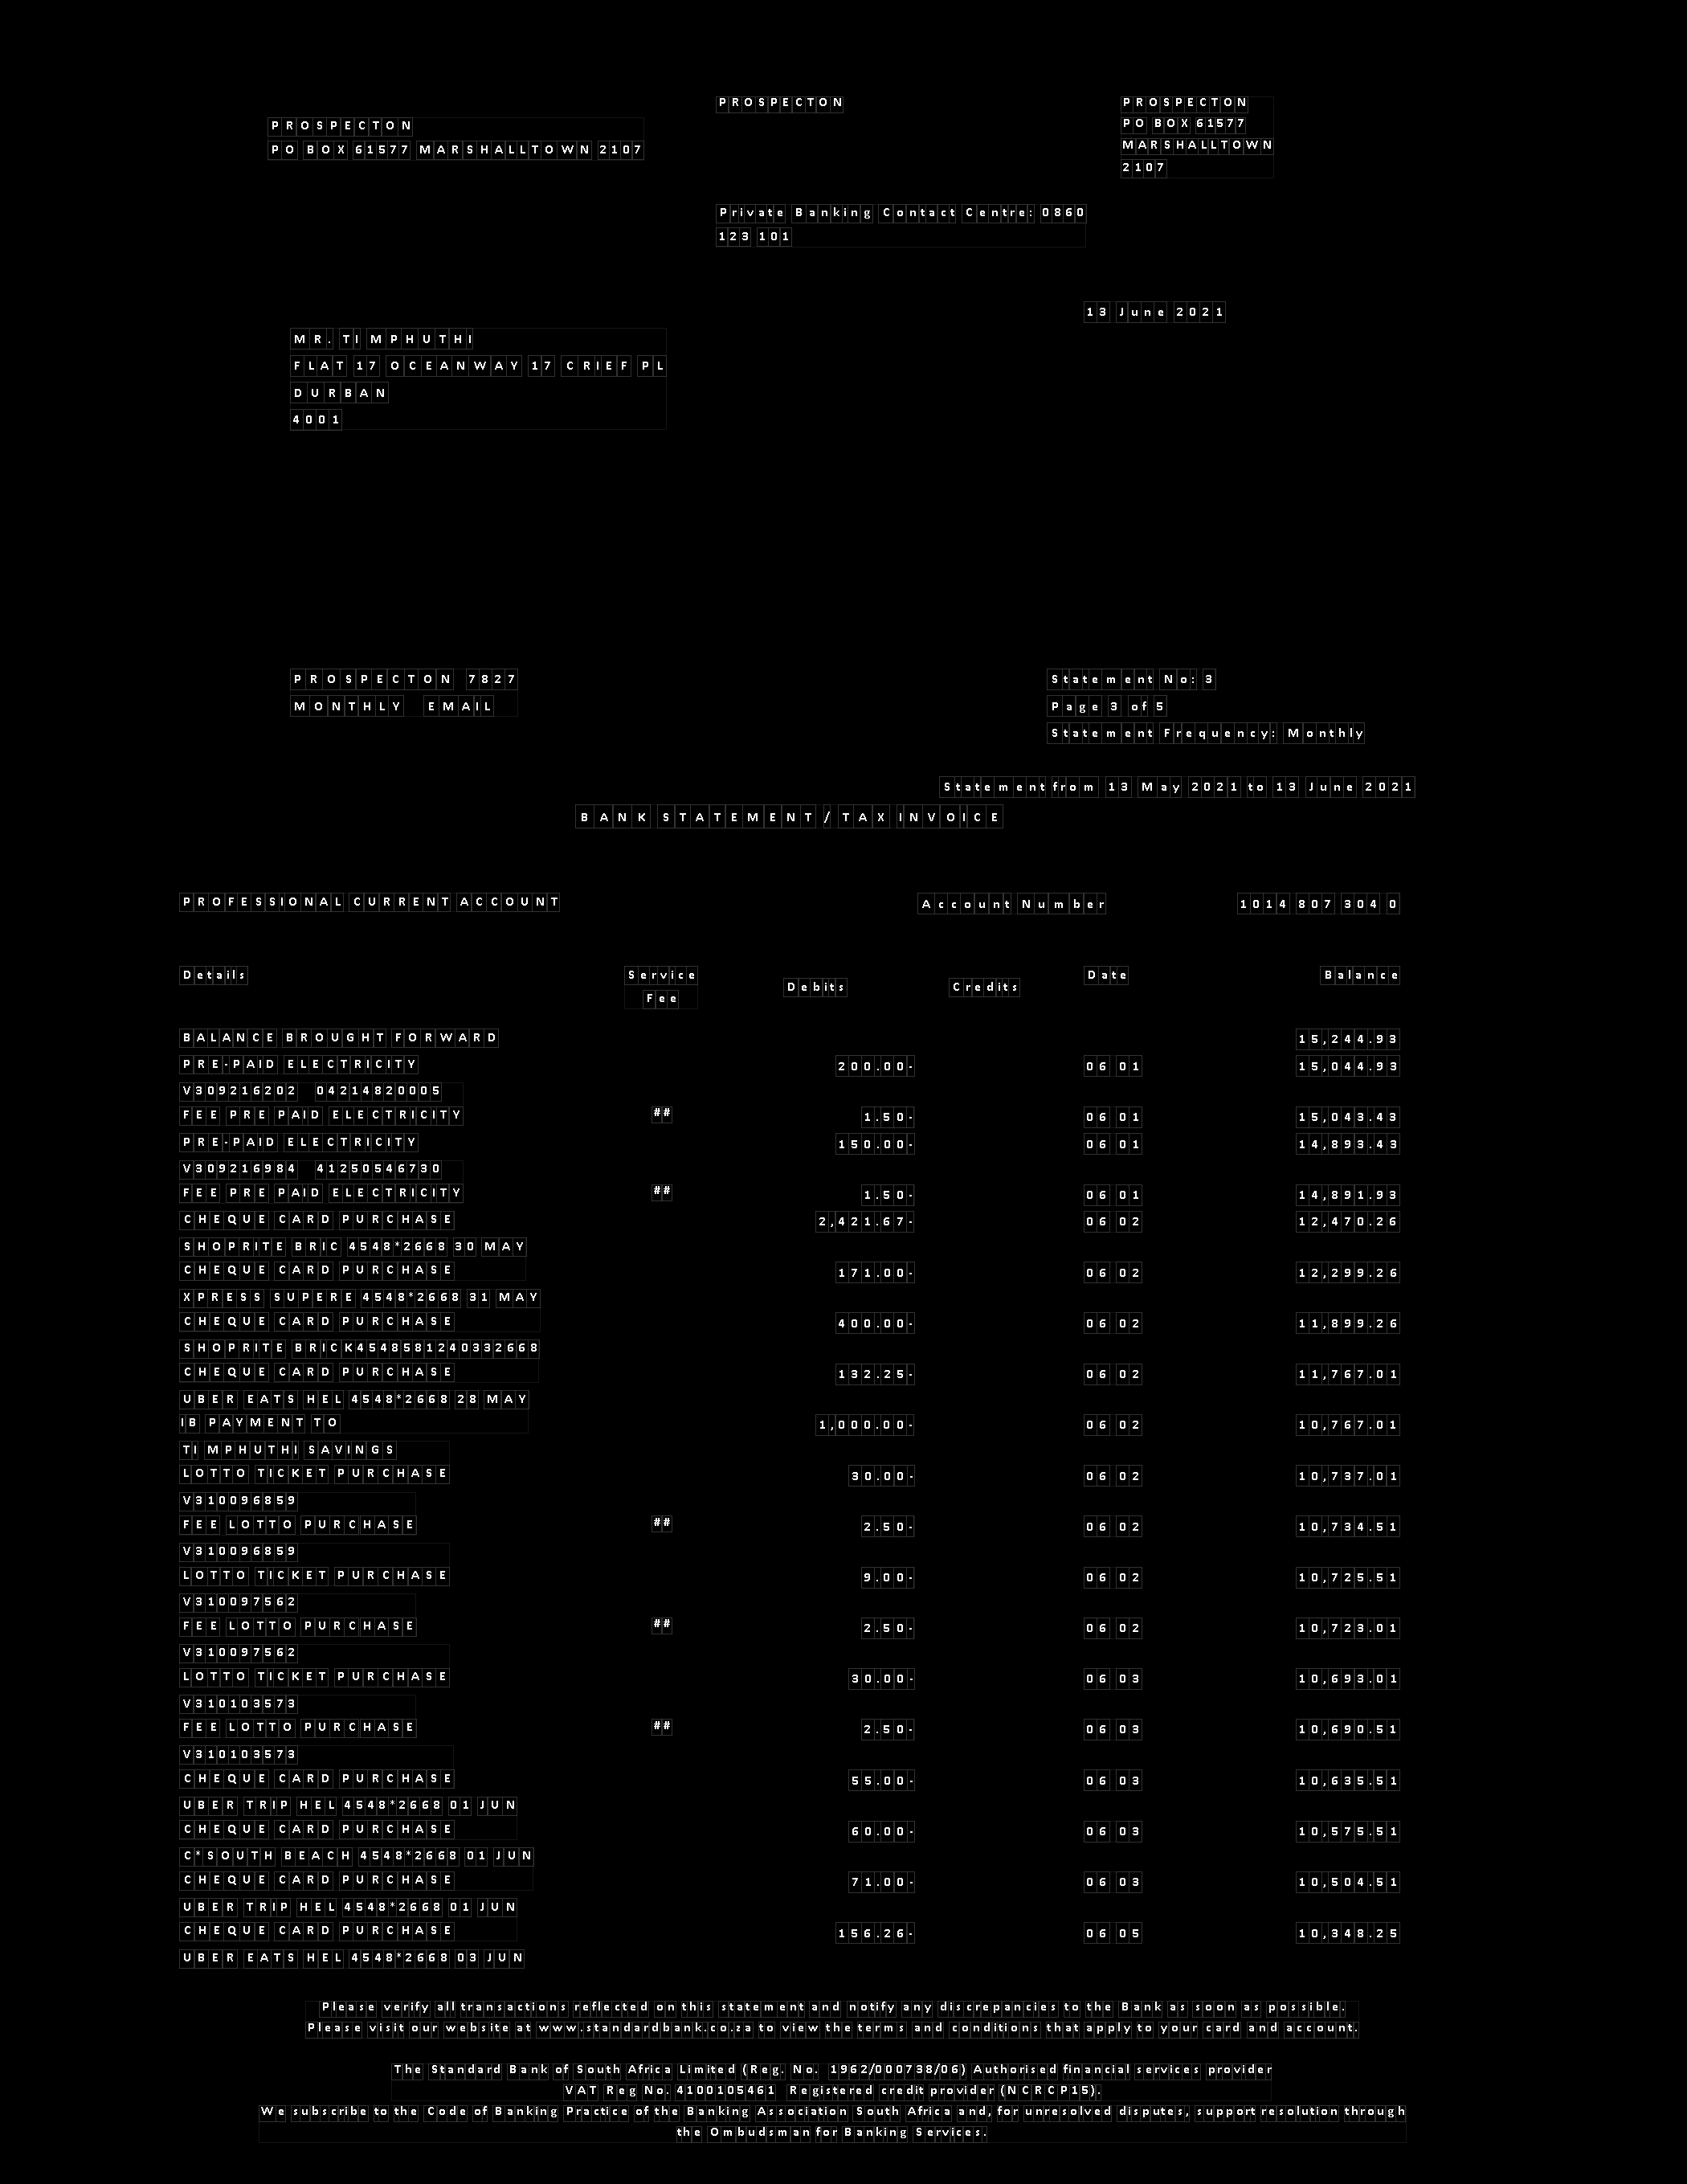 PROSPECTON
PO BOX 61577 MARSHALLTOWN 2107
PROSPECTON
PROSPECTON
PO BOX 61577
MARSHALLTOWN
2107
Private Banking Contact Centre: 0860
123 101
13 June 2021
MR. TI MPHUTHI
FLAT 17 OCEANWAY 17 CRIEF PL
DURBAN
4001
PROSPECTON 7827
MONTHLY EMAIL
Statement No: 3
Page 3 of 5
Statement Frequency: Monthly
Statement from 13 May 2021 to 13 June 2021
BANK STATEMENT / TAX INVOICE
PROFESSIONAL CURRENT ACCOUNT Account Number 1014 807 304 0
Details Service Fee Debits Credits Date Balance
BALANCE BROUGHT FORWARD 15,244.93
PRE-PAID ELECTRICITY 200.00- 06 01 15,044.93
V309216202 04214820005
FEE PRE PAID ELECTRICITY ## 1.50- 06 01 15,043.43
PRE-PAID ELECTRICITY 150.00- 06 01 14,893.43
V309216984 41250546730
FEE PRE PAID ELECTRICITY ## 1.50- 06 01 14,891.93
CHEQUE CARD PURCHASE 2,421.67- 06 02 12,470.26
SHOPRITE BRIC 4548*2668 30 MAY
CHEQUE CARD PURCHASE 171.00- 06 02 12,299.26
XPRESS SUPERE 4548*2668 31 MAY
CHEQUE CARD PURCHASE 400.00- 06 02 11,899.26
SHOPRITE BRICK4548581240332668
CHEQUE CARD PURCHASE 132.25- 06 02 11,767.01
UBER EATS HEL 4548*2668 28 MAY
IB PAYMENT TO 1,000.00- 06 02 10,767.01
TI MPHUTHI SAVINGS
LOTTO TICKET PURCHASE 30.00- 06 02 10,737.01
V310096859
FEE LOTTO PURCHASE ## 2.50- 06 02 10,734.51
V310096859
LOTTO TICKET PURCHASE 9.00- 06 02 10,725.51
V310097562
FEE LOTTO PURCHASE ## 2.50- 06 02 10,723.01
V310097562
LOTTO TICKET PURCHASE 30.00- 06 03 10,693.01
V310103573
FEE LOTTO PURCHASE ## 2.50- 06 03 10,690.51
V310103573
CHEQUE CARD PURCHASE 55.00- 06 03 10,635.51
UBER TRIP HEL 4548*2668 01 JUN
CHEQUE CARD PURCHASE 60.00- 06 03 10,575.51
C*SOUTH BEACH 4548*2668 01 JUN
CHEQUE CARD PURCHASE 71.00- 06 03 10,504.51
UBER TRIP HEL 4548*2668 01 JUN
CHEQUE CARD PURCHASE 156.26- 06 05 10,348.25
UBER EATS HEL 4548*2668 03 JUN
Please verify all transactions reflected on this statement and notify any discrepancies to the Bank as soon as possible.
Please visit our website at www.standardbank.co.za to view the terms and conditions that apply to your card and account.
The Standard Bank of South Africa Limited (Reg. No. 1962/000738/06) Authorised financial services provider
VAT Reg No. 4100105461 Registered credit provider (NCRCP15).
We subscribe to the Code of Banking Practice of the Banking Association South Africa and, for unresolved disputes, support resolution through
the Ombudsman for Banking Services.